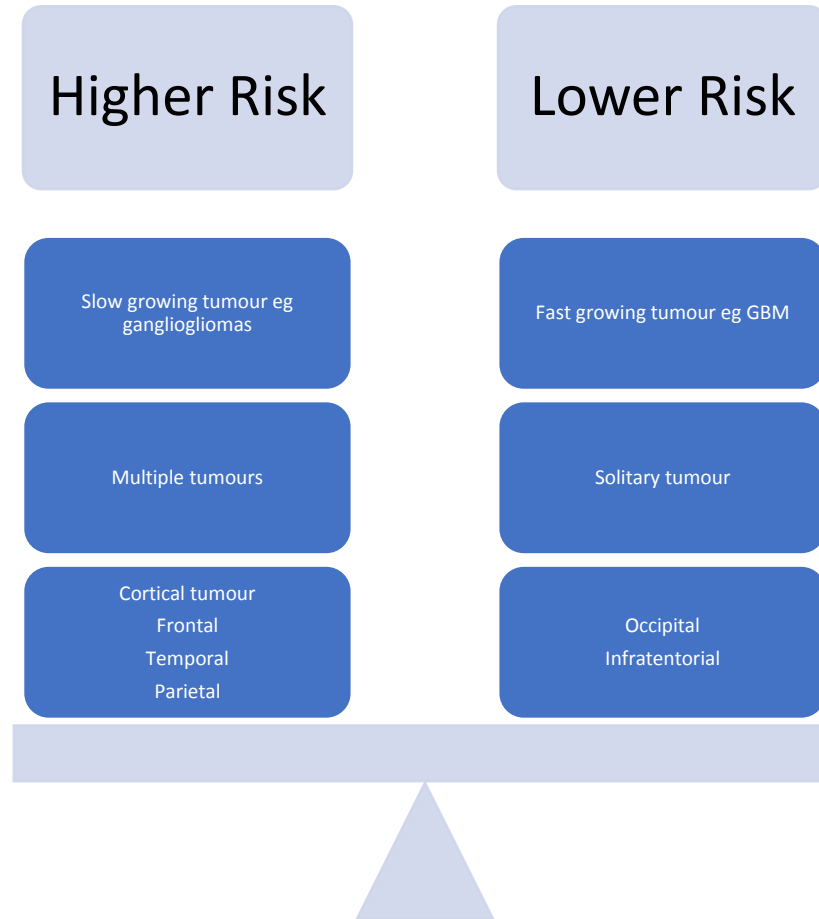 Higher Risk
Lower Risk
Slow growing tumour eg
gangliogliomas
Fast growing tumour eg GBM
Multiple tumours
Solitary tumour
Cortical tumour
Frontal
Temporal
Parietal
Occipital
Infratentorial